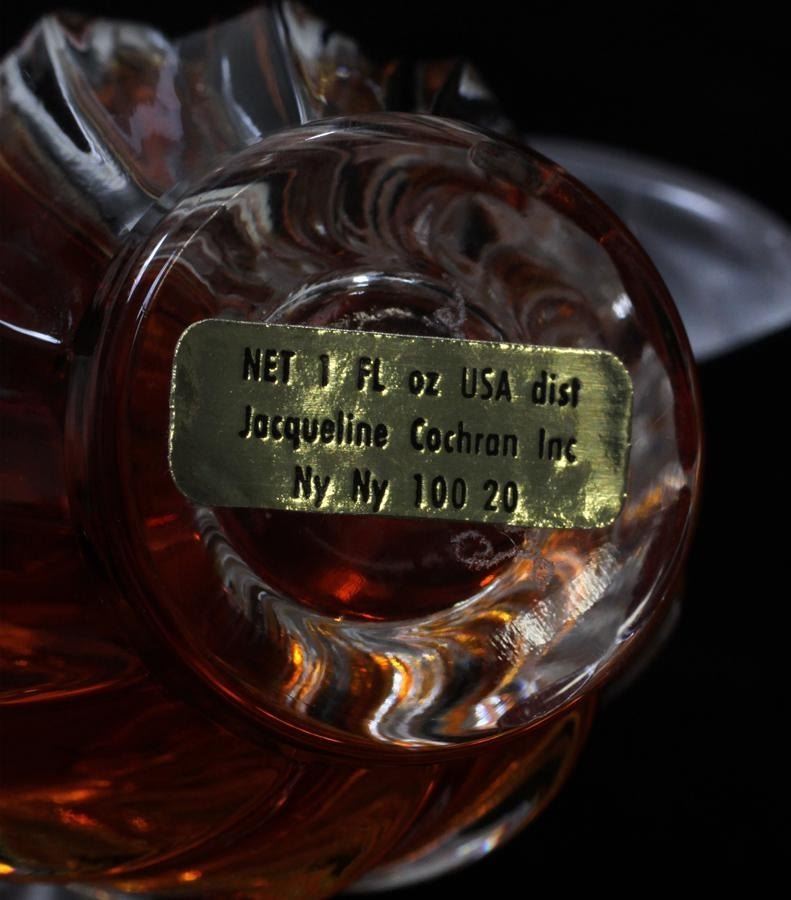 NET 1 FL oz USA dist
Jacqueline Cochran Inc
Ny Ny 100 20